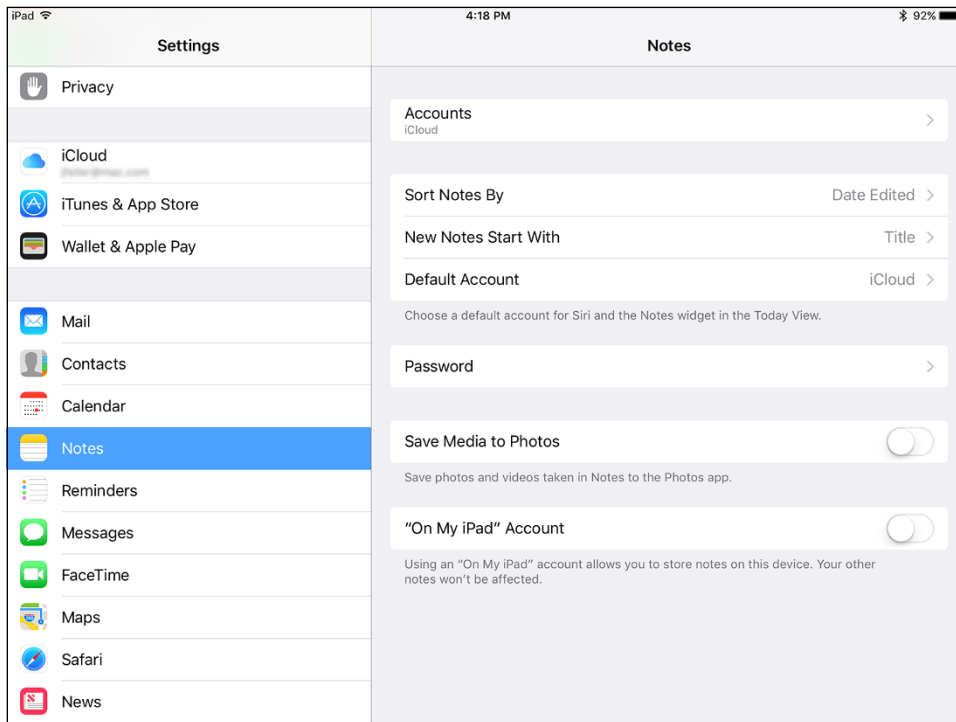 iPad
4:18 PM
92%
Settings
Privacy
iCloud
iTunes & App Store
Wallet & Apple Pay
Mail
Contacts
Calendar
Notes
Reminders
Messages
FaceTime
Maps
Safari
News
Notes
Accounts
iCloud
Sort Notes By
Date Edited
New Notes Start With
Title
Default Account
iCloud
Choose a default account for Siri and the Notes widget in the Today View.
Password
Save Media to Photos
Save photos and videos taken in Notes to the Photos app.
“On My iPad” Account
Using an “On My iPad” account allows you to store notes on this device. Your other
notes won’t be affected.